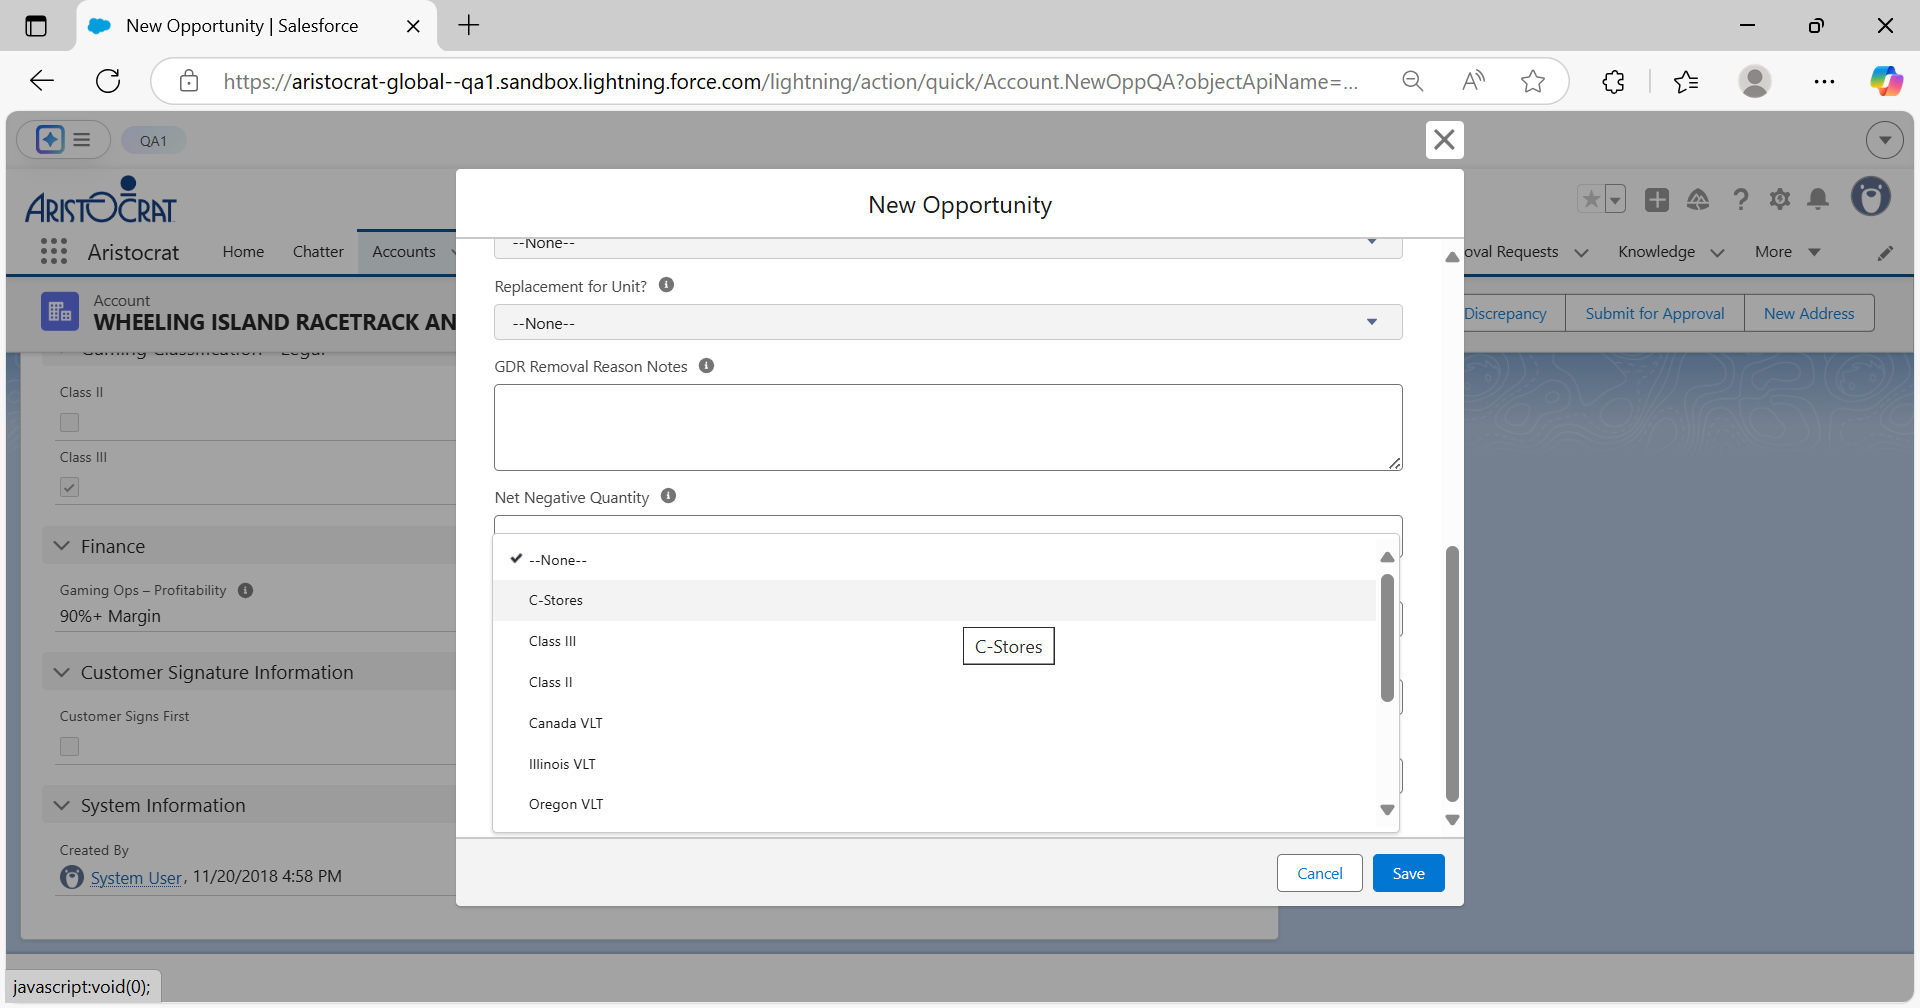 New Opportunity | Salesforce
https://aristocrat-global--qa1.sandbox.lightning.force.com/lightning/action/quick/Account.NewOppQA?objectApiName=...
QA1
ARISTOCRAT
New Opportunity
Aristocrat
Home
Chatter
Accounts
oval Requests
Knowledge
More
Account
WHEELING ISLAND RACETRACK AN
Discrepancy
Submit for Approval
New Address
Gaming Classification - Legal
Class II
Class III
Finance
Gaming Ops – Profitability
90%+ Margin
Customer Signature Information
Customer Signs First
System Information
Created By
System User, 11/20/2018 4:58 PM
--None--
Replacement for Unit?
--None--
GDR Removal Reason Notes
Net Negative Quantity
--None--
C-Stores
Class III
C-Stores
Class II
Canada VLT
Illinois VLT
Oregon VLT
Cancel
Save
javascript:void(0);